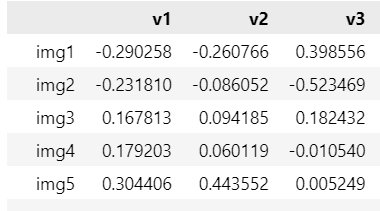 v1 v2 v3
img1 -0.290258 -0.260766 0.398556
img2 -0.231810 -0.086052 -0.523469
img3 0.167813 0.094185 0.182432
img4 0.179203 0.060119 -0.010540
img5 0.304406 0.443552 0.005249